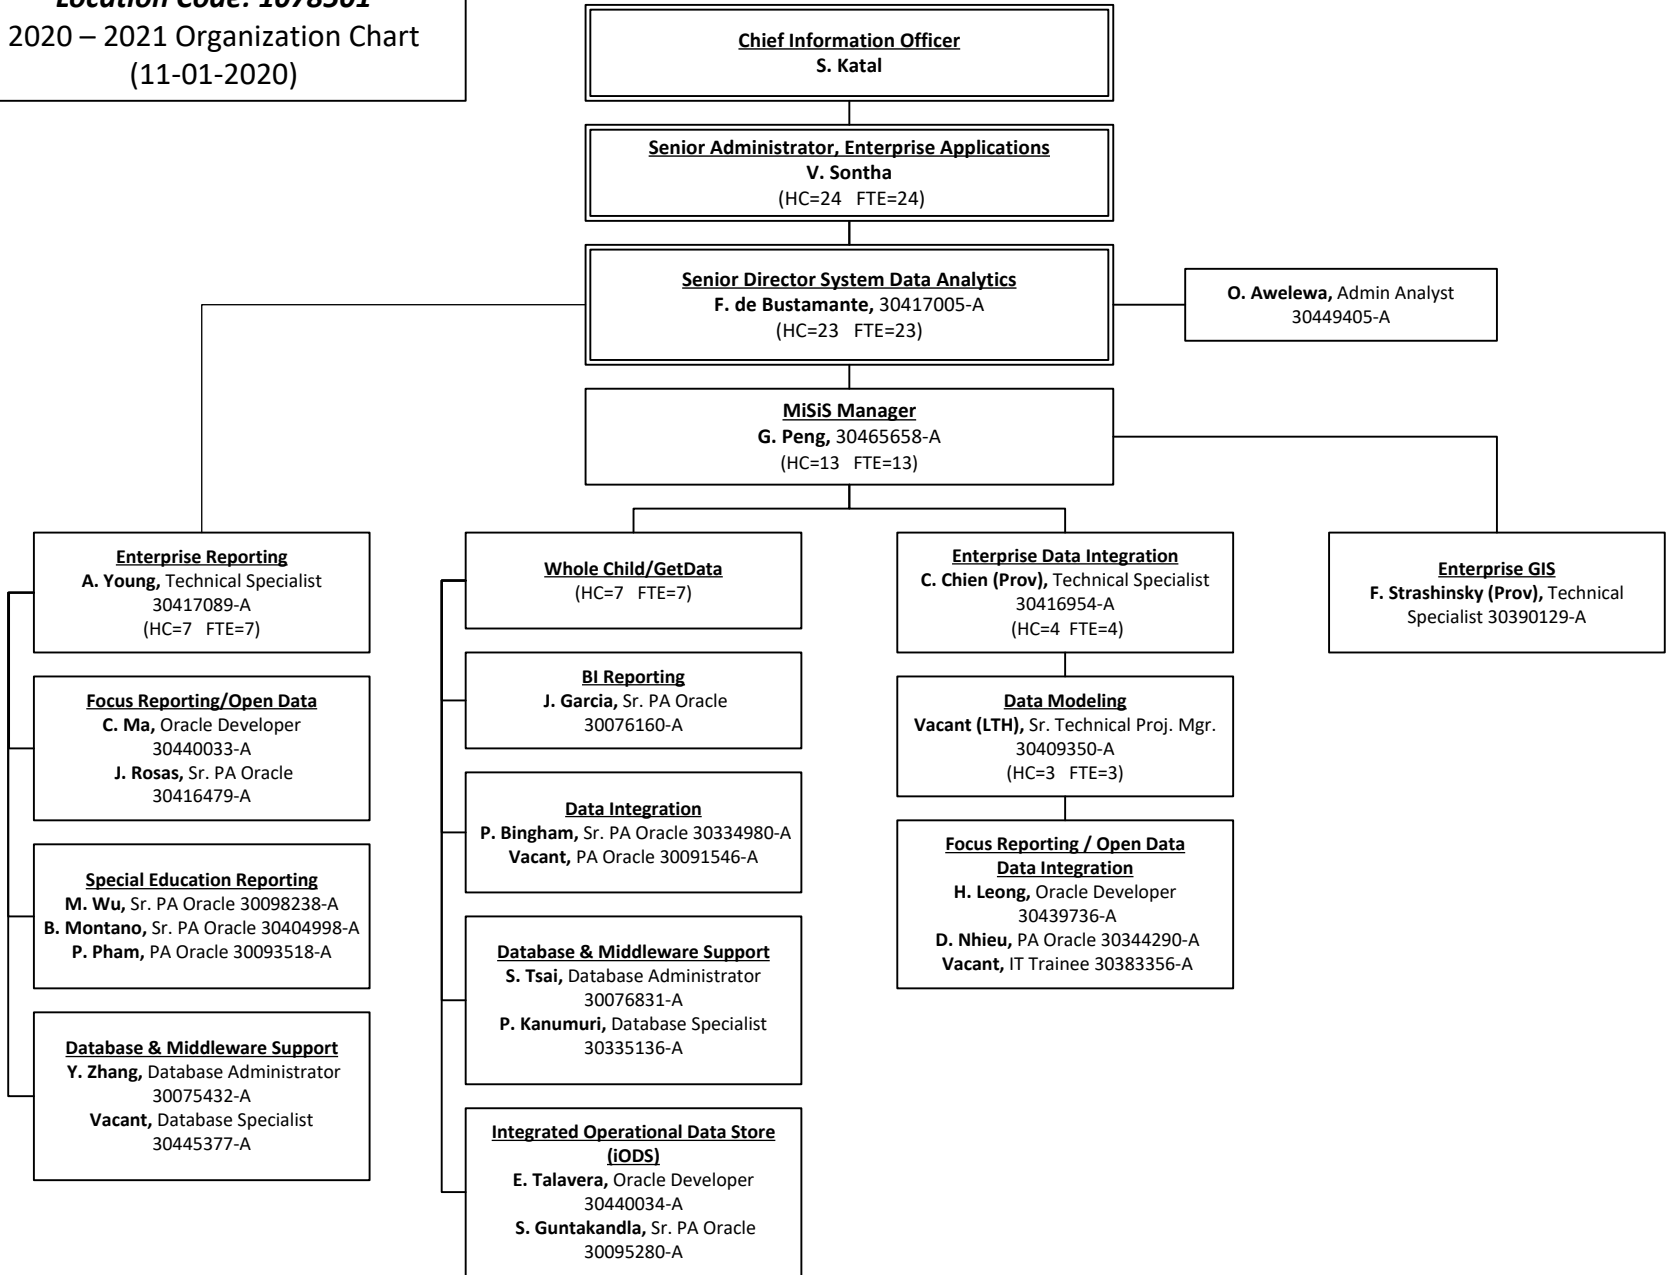 Location Code: 1078501
2020 – 2021 Organization Chart
(11-01-2020)
Chief Information Officer
S. Katal
Senior Administrator, Enterprise Applications
V. Sontha
(HC=24 FTE=24)
Senior Director System Data Analytics
F. de Bustamante, 30417005-A
(HC=23 FTE=23)
O. Awelewa, Admin Analyst
30449405-A
MiSiS Manager
G. Peng, 30465658-A
(HC=13 FTE=13)
Enterprise Reporting
A. Young, Technical Specialist
30417089-A
(HC=7 FTE=7)
Focus Reporting/Open Data
C. Ma, Oracle Developer
30440033-A
J. Rosas, Sr. PA Oracle
30416479-A
Special Education Reporting
M. Wu, Sr. PA Oracle 30098238-A
B. Montano, Sr. PA Oracle 30404998-A
P. Pham, PA Oracle 30093518-A
Database & Middleware Support
Y. Zhang, Database Administrator
30075432-A
Vacant, Database Specialist
30445377-A
Whole Child/GetData
(HC=7 FTE=7)
BI Reporting
J. Garcia, Sr. PA Oracle
30076160-A
Data Integration
P. Bingham, Sr. PA Oracle 30334980-A
Vacant, PA Oracle 30091546-A
Database & Middleware Support
S. Tsai, Database Administrator
30076831-A
P. Kanumuri, Database Specialist
30335136-A
Integrated Operational Data Store
(iODS)
E. Talavera, Oracle Developer
30440034-A
S. Guntakandla, Sr. PA Oracle
30095280-A
Enterprise Data Integration
C. Chien (Prov), Technical Specialist
30416954-A
(HC=4 FTE=4)
Data Modeling
Vacant (LTH), Sr. Technical Proj. Mgr.
30409350-A
(HC=3 FTE=3)
Focus Reporting / Open Data
Data Integration
H. Leong, Oracle Developer
30439736-A
D. Nhieu, PA Oracle 30344290-A
Vacant, IT Trainee 30383356-A
Enterprise GIS
F. Strashinsky (Prov), Technical
Specialist 30390129-A